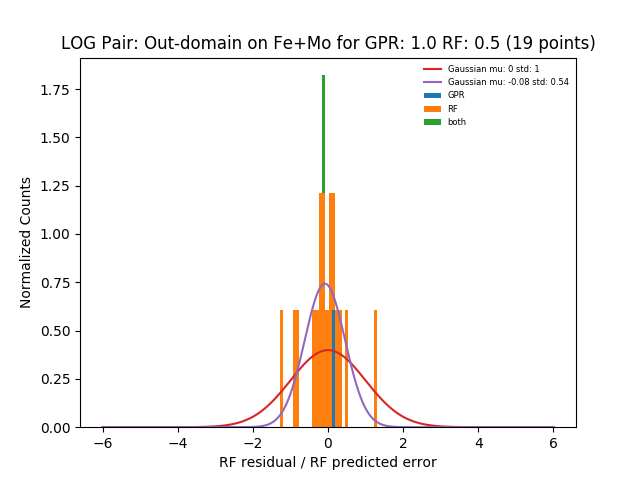 LOG Pair: Out-domain on Fe+Mo for GPR: 1.0 RF: 0.5 (19 points)
Gaussian mu: 0 std: 1
Gaussian mu: -0.08 std: 0.54
GPR
RF
both
Normalized Counts
1.75
1.50
1.25
1.00
0.75
0.50
0.25
0.00
−6 −4 −2 0 2 4 6
RF residual / RF predicted error